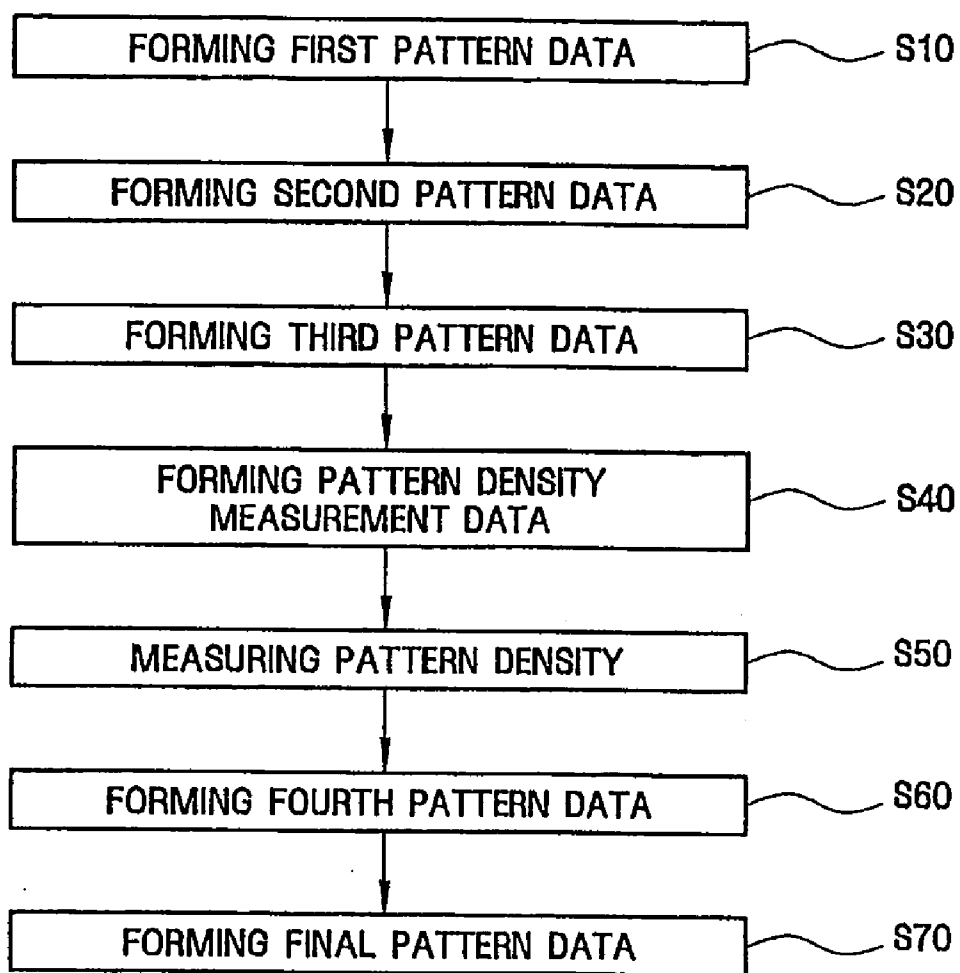 FORMING FIRST PATTERN DATA S10
FORMING SECOND PATTERN DATA S20
FORMING THIRD PATTERN DATA S30
FORMING PATTERN DENSITY
MEASUREMENT DATA S40
MEASURING PATTERN DENSITY S50
FORMING FOURTH PATTERN DATA S60
FORMING FINAL PATTERN DATA S70